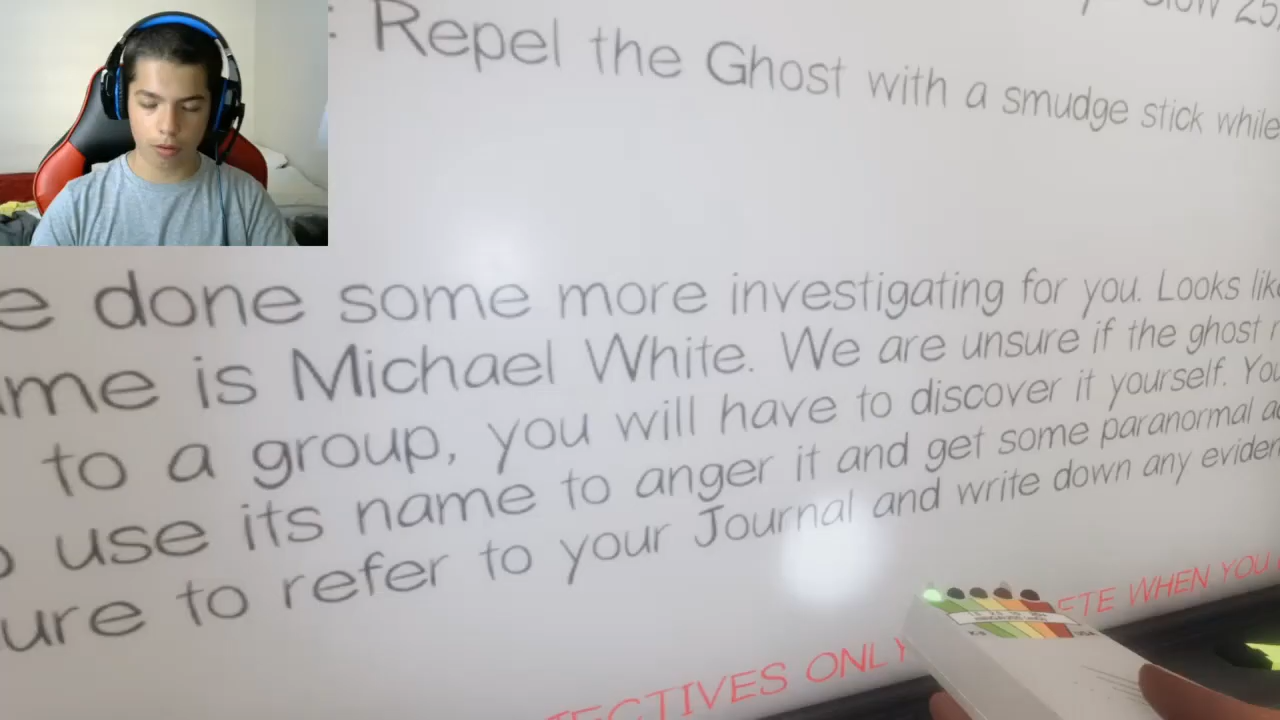 Slow 25
: Repel the Ghost with a smudge stick while
e done some more investigating for you. Looks like
ame is Michael White. We are unsure if the ghost
to a group, you will have to discover it yourself. You
use its name to anger it and get some paranormal
ure to refer to your Journal and write down any eviden
ECTIVES ONLY ETE WHEN YOU